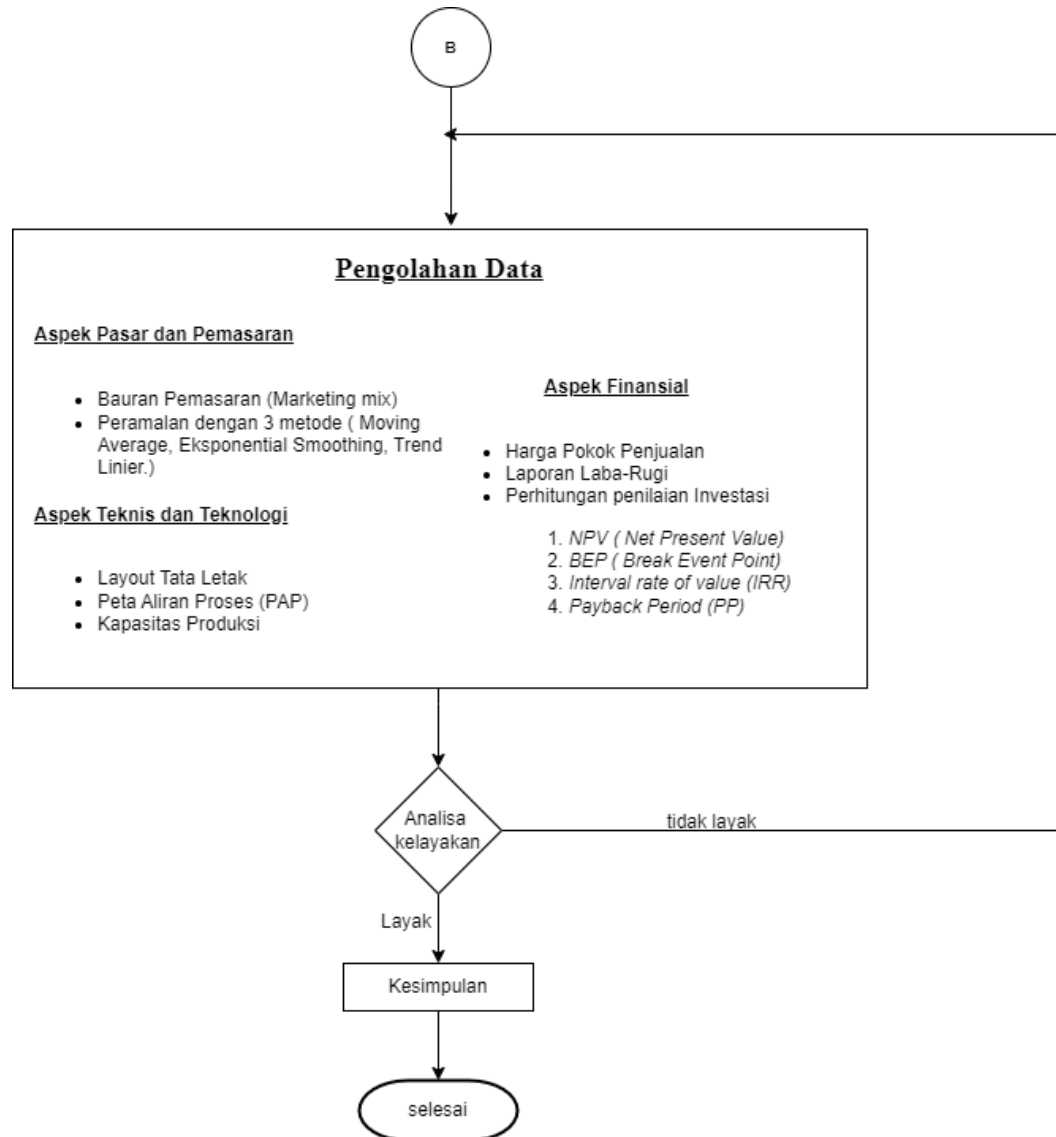 B
Pengolahan Data
Aspek Pasar dan Pemasaran
• Bauran Pemasaran (Marketing mix)
• Peramalan dengan 3 metode ( Moving
Average, Eksponential Smoothing, Trend
Linier.)
Aspek Teknis dan Teknologi
• Layout Tata Letak
• Peta Aliran Proses (PAP)
• Kapasitas Produksi
Aspek Finansial
• Harga Pokok Penjualan
• Laporan Laba-Rugi
• Perhitungan penilaian Investasi
1. NPV ( Net Present Value)
2. BEP ( Break Event Point)
3. Interval rate of value (IRR)
4. Payback Period (PP)
Analisa
kelayakan
tidak layak
Layak
Kesimpulan
selesai